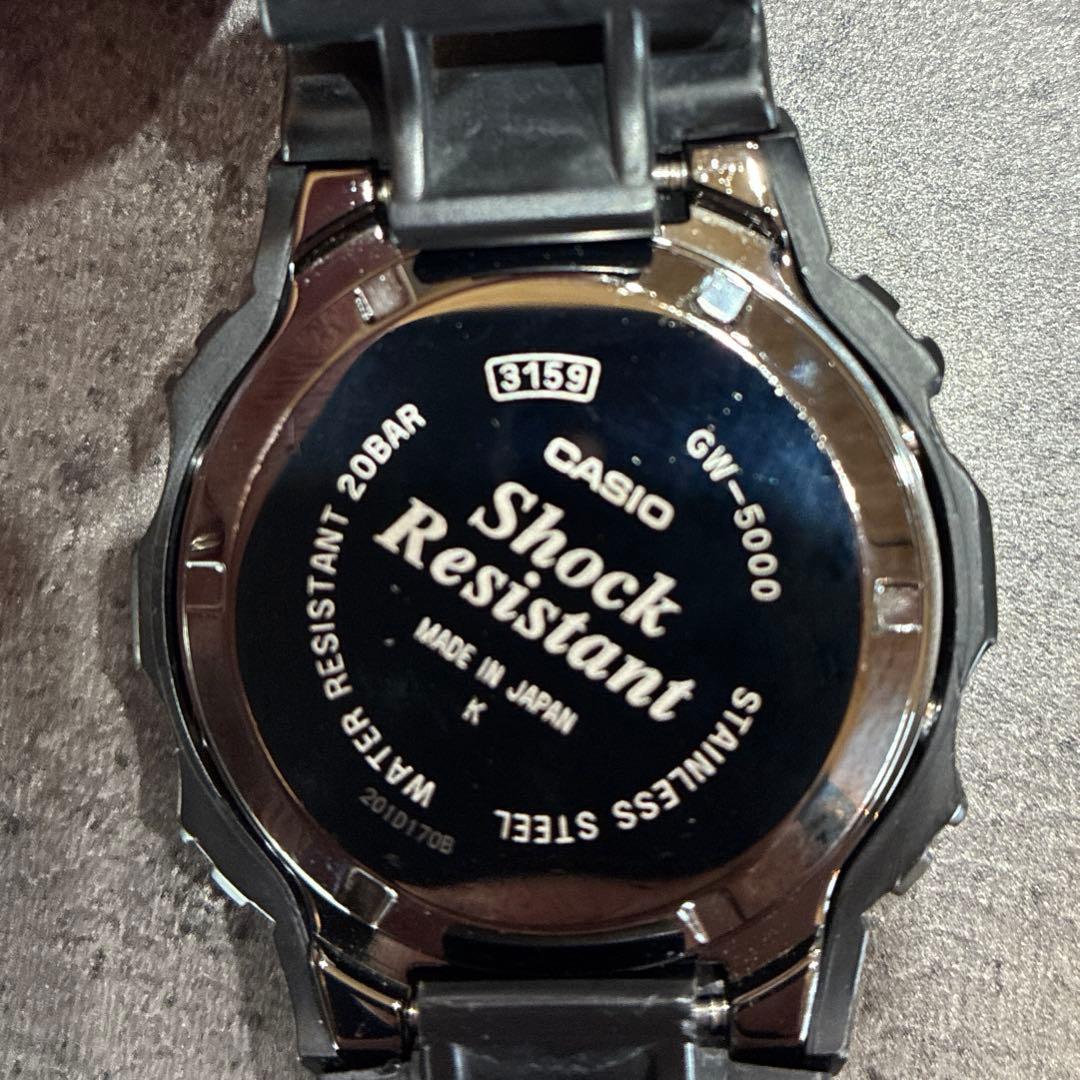 3159
CASIO
Shock
Resistant
MADE IN JAPAN
K
GW-5000
STAINLESS STEEL
WATER RESISTANT 20BAR
201D170B